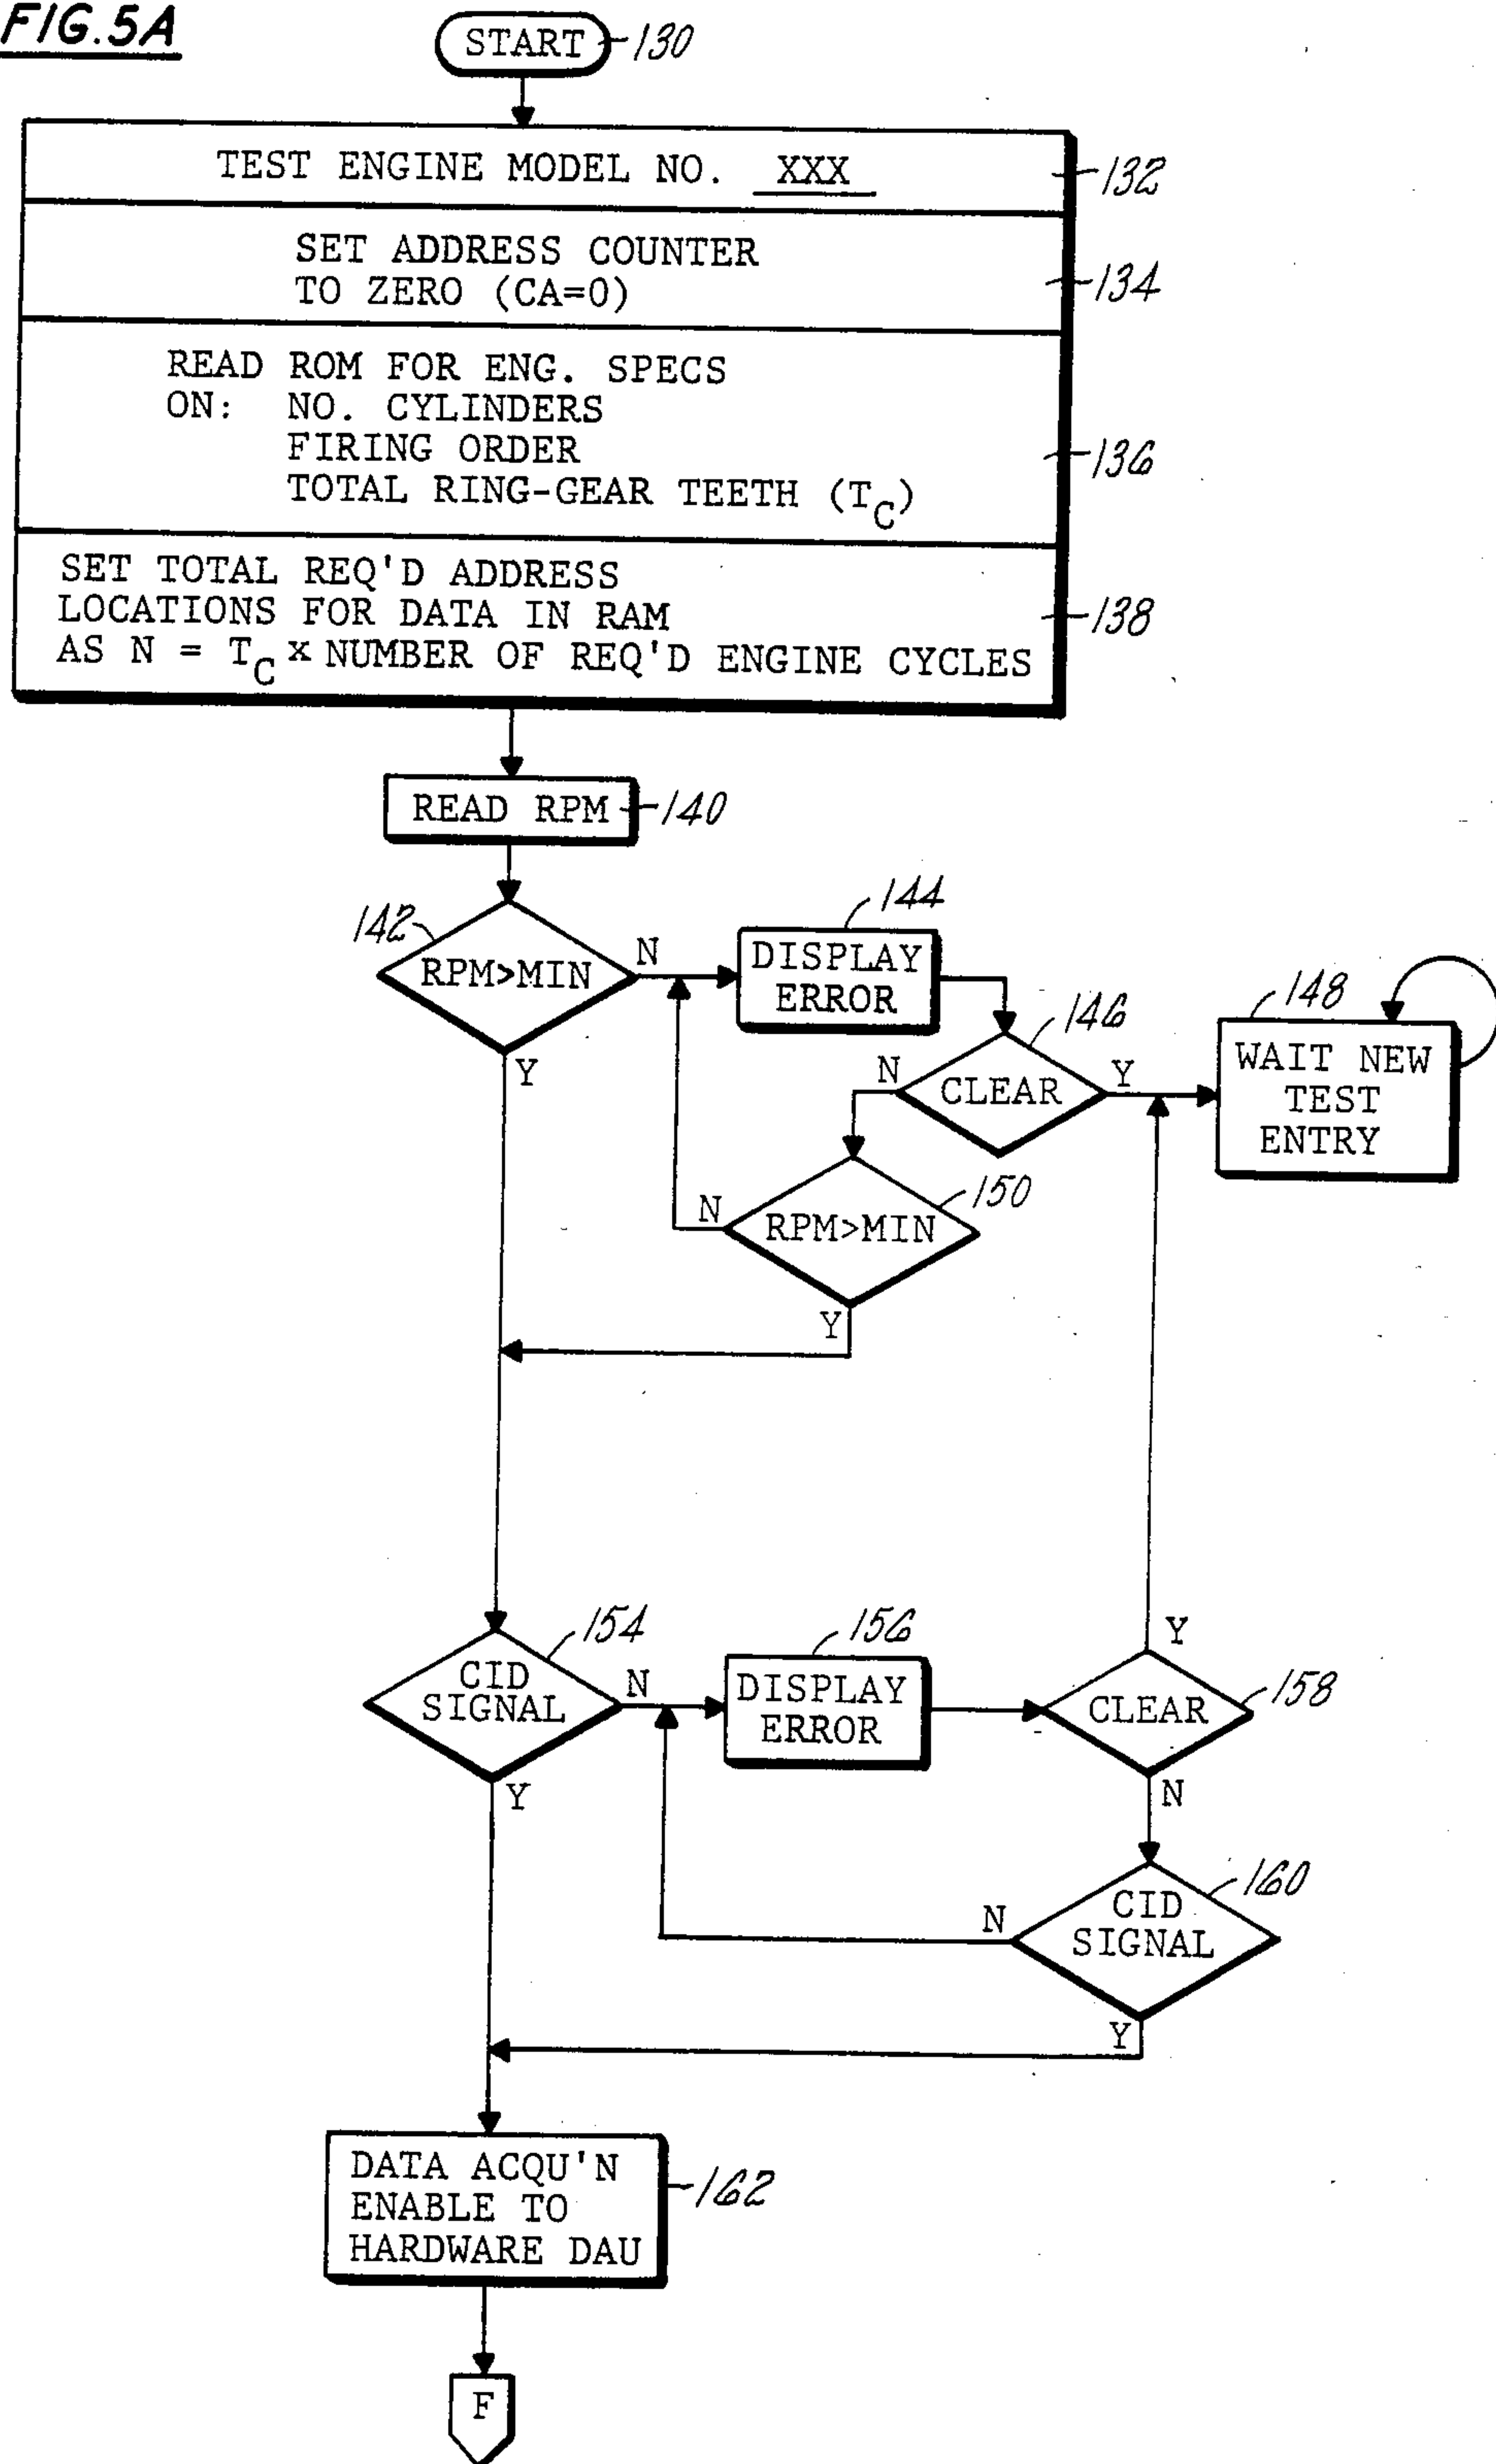 FIG.5A
START 130
TEST ENGINE MODEL NO. XXX 132
SET ADDRESS COUNTER
TO ZERO (CA=0) 134
READ ROM FOR ENG. SPECS
ON: NO. CYLINDERS
FIRING ORDER 136
TOTAL RING-GEAR TEETH (TC)
SET TOTAL REQ'D ADDRESS
LOCATIONS FOR DATA IN RAM 138
AS N = TC x NUMBER OF REQ'D ENGINE CYCLES
READ RPM 140
142 RPM>MIN N Y
144
DISPLAY
ERROR
146
N CLEAR Y
148
WAIT NEW
TEST
ENTRY
150
N RPM>MIN
Y
154
CID
SIGNAL
N
Y
156
DISPLAY
ERROR
Y
CLEAR 158
N
160
CID
SIGNAL
N
Y
DATA ACQU'N
ENABLE TO
HARDWARE DAU
162
F